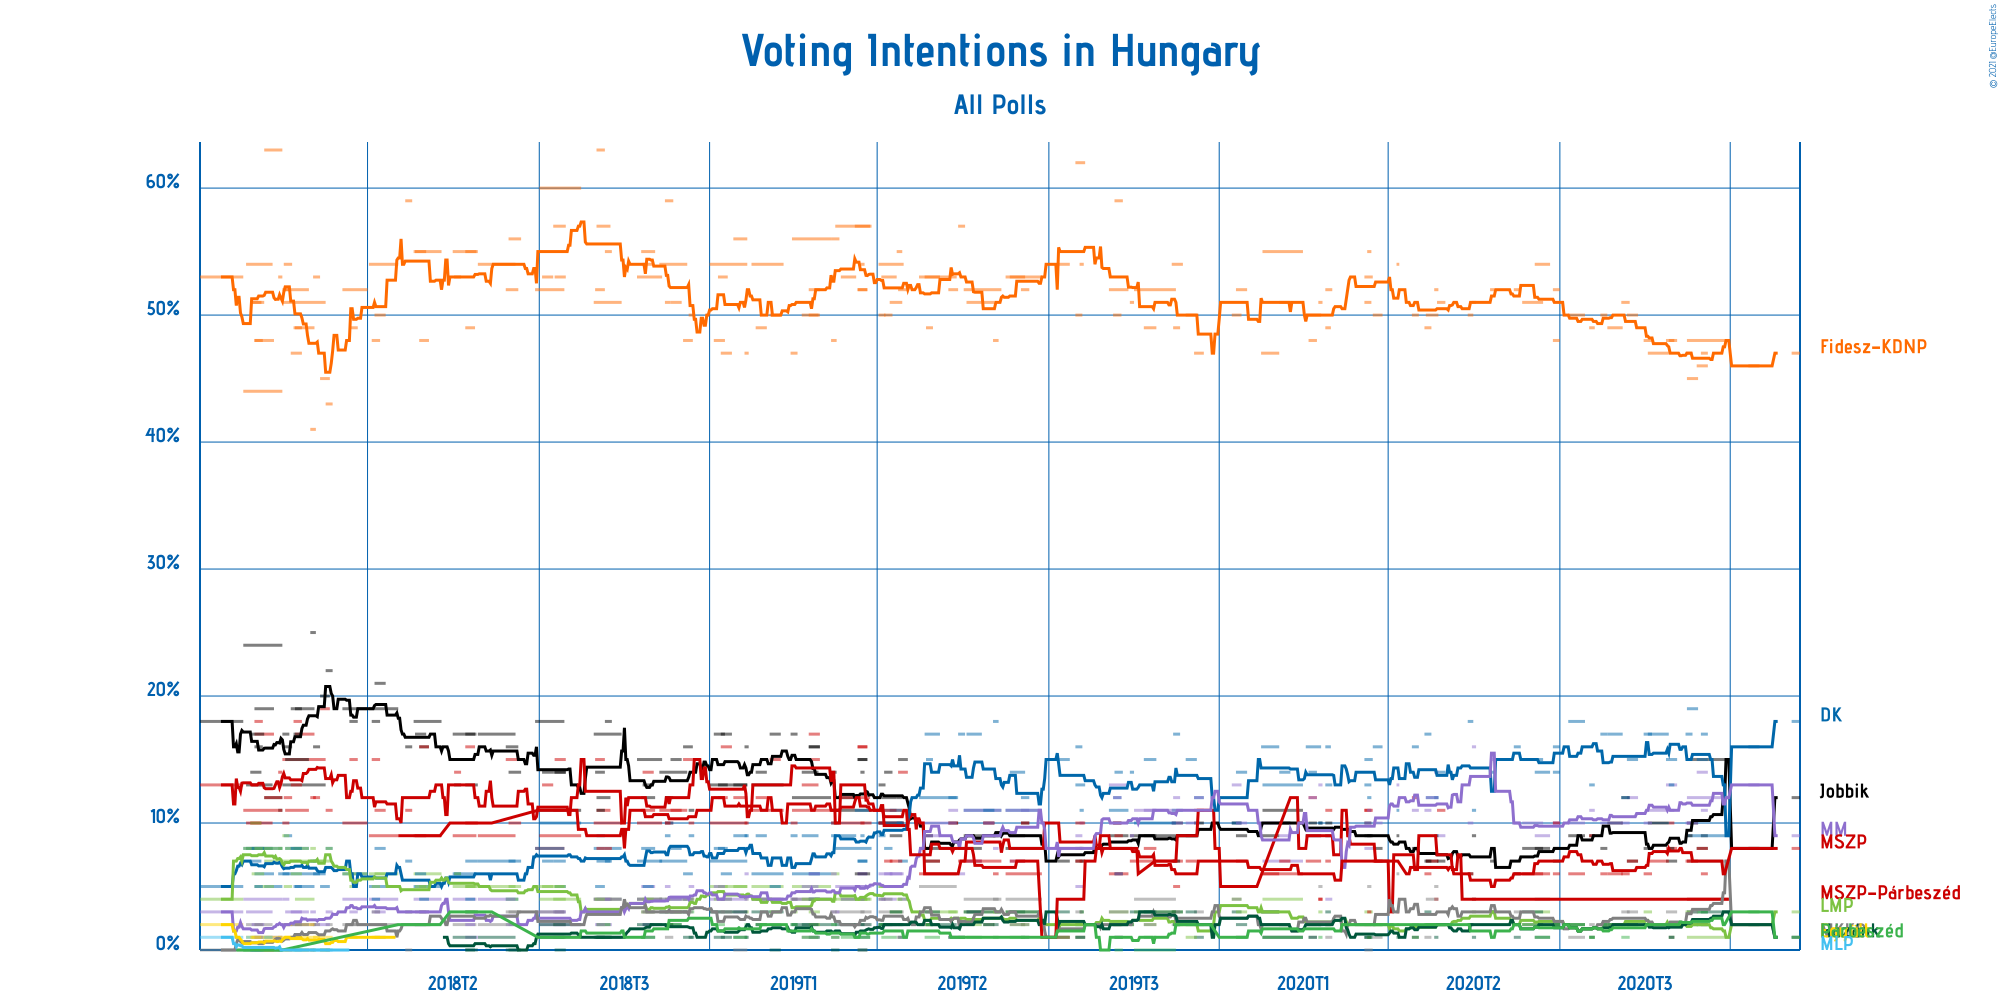 Voting Intentions in Hungary
All Polls
© 2021 @EuropeElects
60%
50%
40%
30%
20%
10%
0%
Fidesz-KDNP
DK
Jobbik
MM
MSZP
MSZP-Párbeszéd
LMP
MLP
2018T2
2018T3
2019T1
2019T2
2019T3
2020T1
2020T2
2020T3